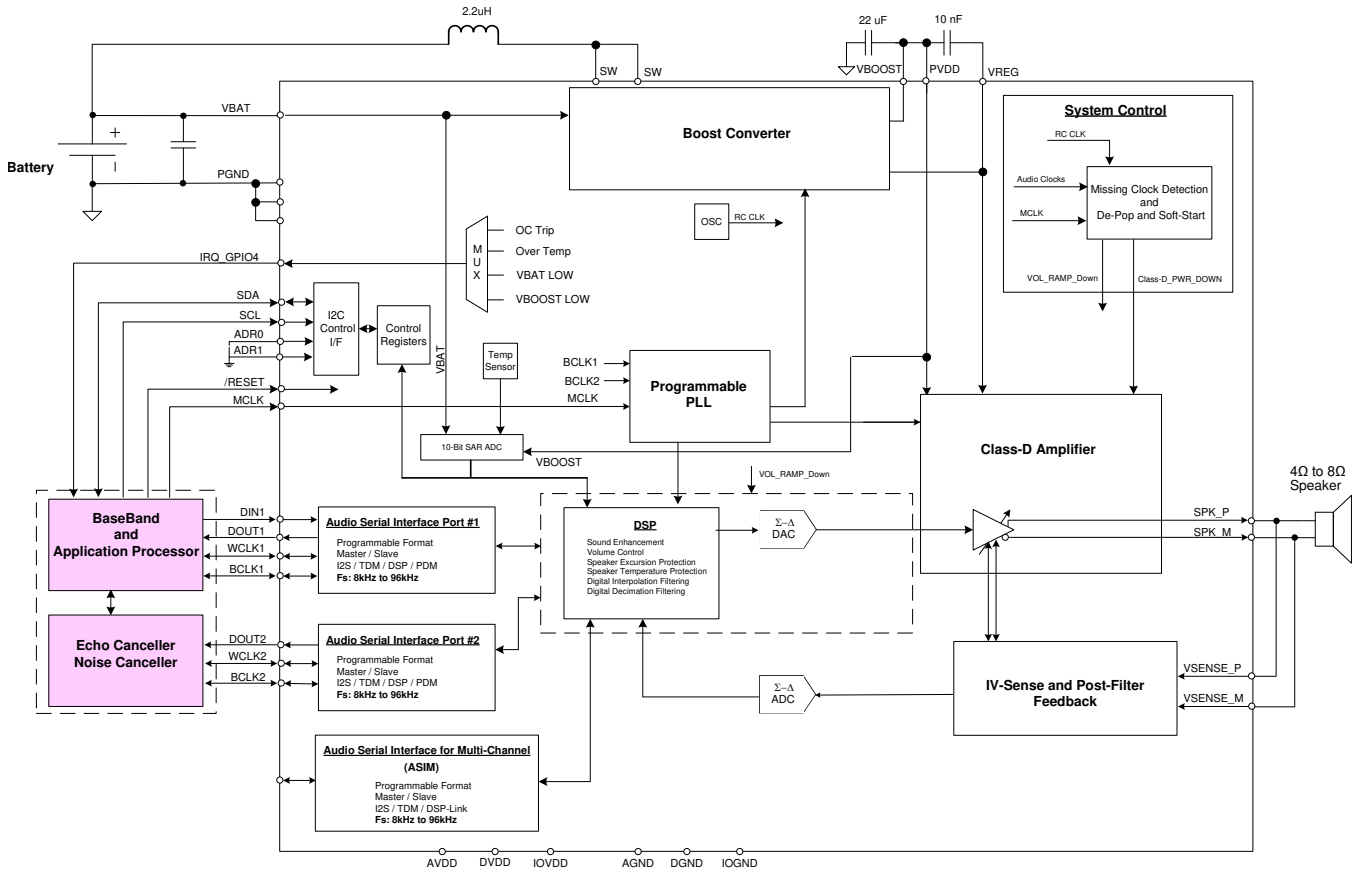 2.2uH
22 uF
10 nF
SW
SW
VBOOST
PVDD
VREG
VBAT
Battery
+
PGND
Boost Converter
System Control
RC CLK
Audio Clocks
MCLK
Missing Clock Detection
and
De-Pop and Soft-Start
VOL_RAMP_Down
Class-D_PWR_DOWN
OSC
RC CLK
MUX
OC Trip
Over Temp
VBAT LOW
VBOOST LOW
IRQ_GPIO4
SDA
SCL
ADR0
ADR1
/RESET
MCLK
I2C
Control
I/F
Control
Registers
VBAT
Temp
Sensor
BCLK1
BCLK2
MCLK
Programmable
PLL
10-Bit SAR ADC
VBOOST
VOL_RAMP_Down
Class-D Amplifier
4Ω to 8Ω
Speaker
SPK_P
SPK_M
BaseBand
and
Application Processor
DIN1
DOUT1
WCLK1
BCLK1
Audio Serial Interface Port #1
Programmable Format
Master / Slave
I2S / TDM / DSP / PDM
Fs: 8kHz to 96kHz
DSP
Sound Enhancement
Volume Control
Speaker Excursion Protection
Speaker Temperature Protection
Digital Interpolation Filtering
Digital Decimation Filtering
Σ–Δ
DAC
Echo Canceller
Noise Canceller
DOUT2
WCLK2
BCLK2
Audio Serial Interface Port #2
Programmable Format
Master / Slave
I2S / TDM / DSP / PDM
Fs: 8kHz to 96kHz
Σ–Δ
ADC
IV-Sense and Post-Filter
Feedback
VSENSE_P
VSENSE_M
Audio Serial Interface for Multi-Channel
(ASIM)
Programmable Format
Master / Slave
I2S / TDM / DSP-Link
Fs: 8kHz to 96kHz
AVDD
DVDD
IOVDD
AGND
DGND
IOGND